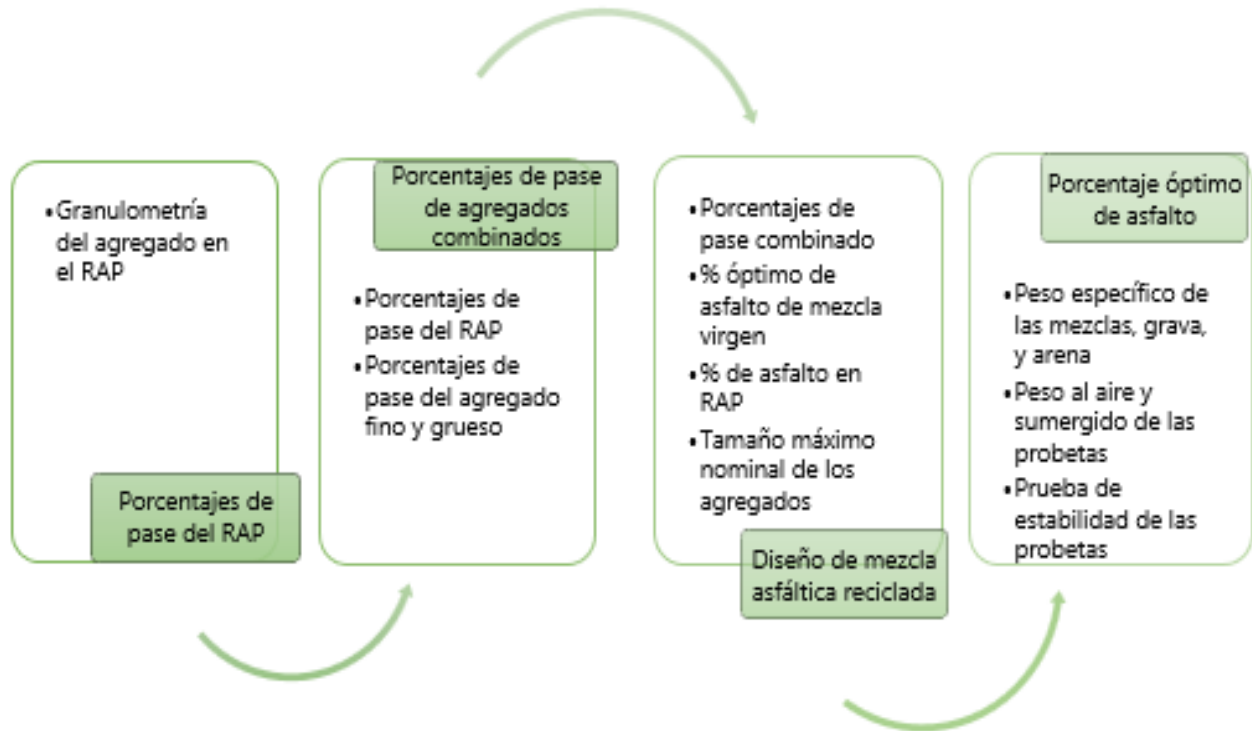 •Granulometría
del agregado en
el RAP
Porcentajes de
pase del RAP
Porcentajes de pase
de agregados
combinados
•Porcentajes de
pase del RAP
•Porcentajes de
pase del agregado
fino y grueso
•Porcentajes de
pase combinado
•% óptimo de
asfalto de mezcla
virgen
•% de asfalto en
RAP
•Tamaño máximo
nominal de los
agregados
Diseño de mezcla
asfáltica reciclada
Porcentaje óptimo
de asfalto
•Peso específico de
las mezclas, grava,
y arena
•Peso al aire y
sumergido de las
probetas
•Prueba de
estabilidad de las
probetas